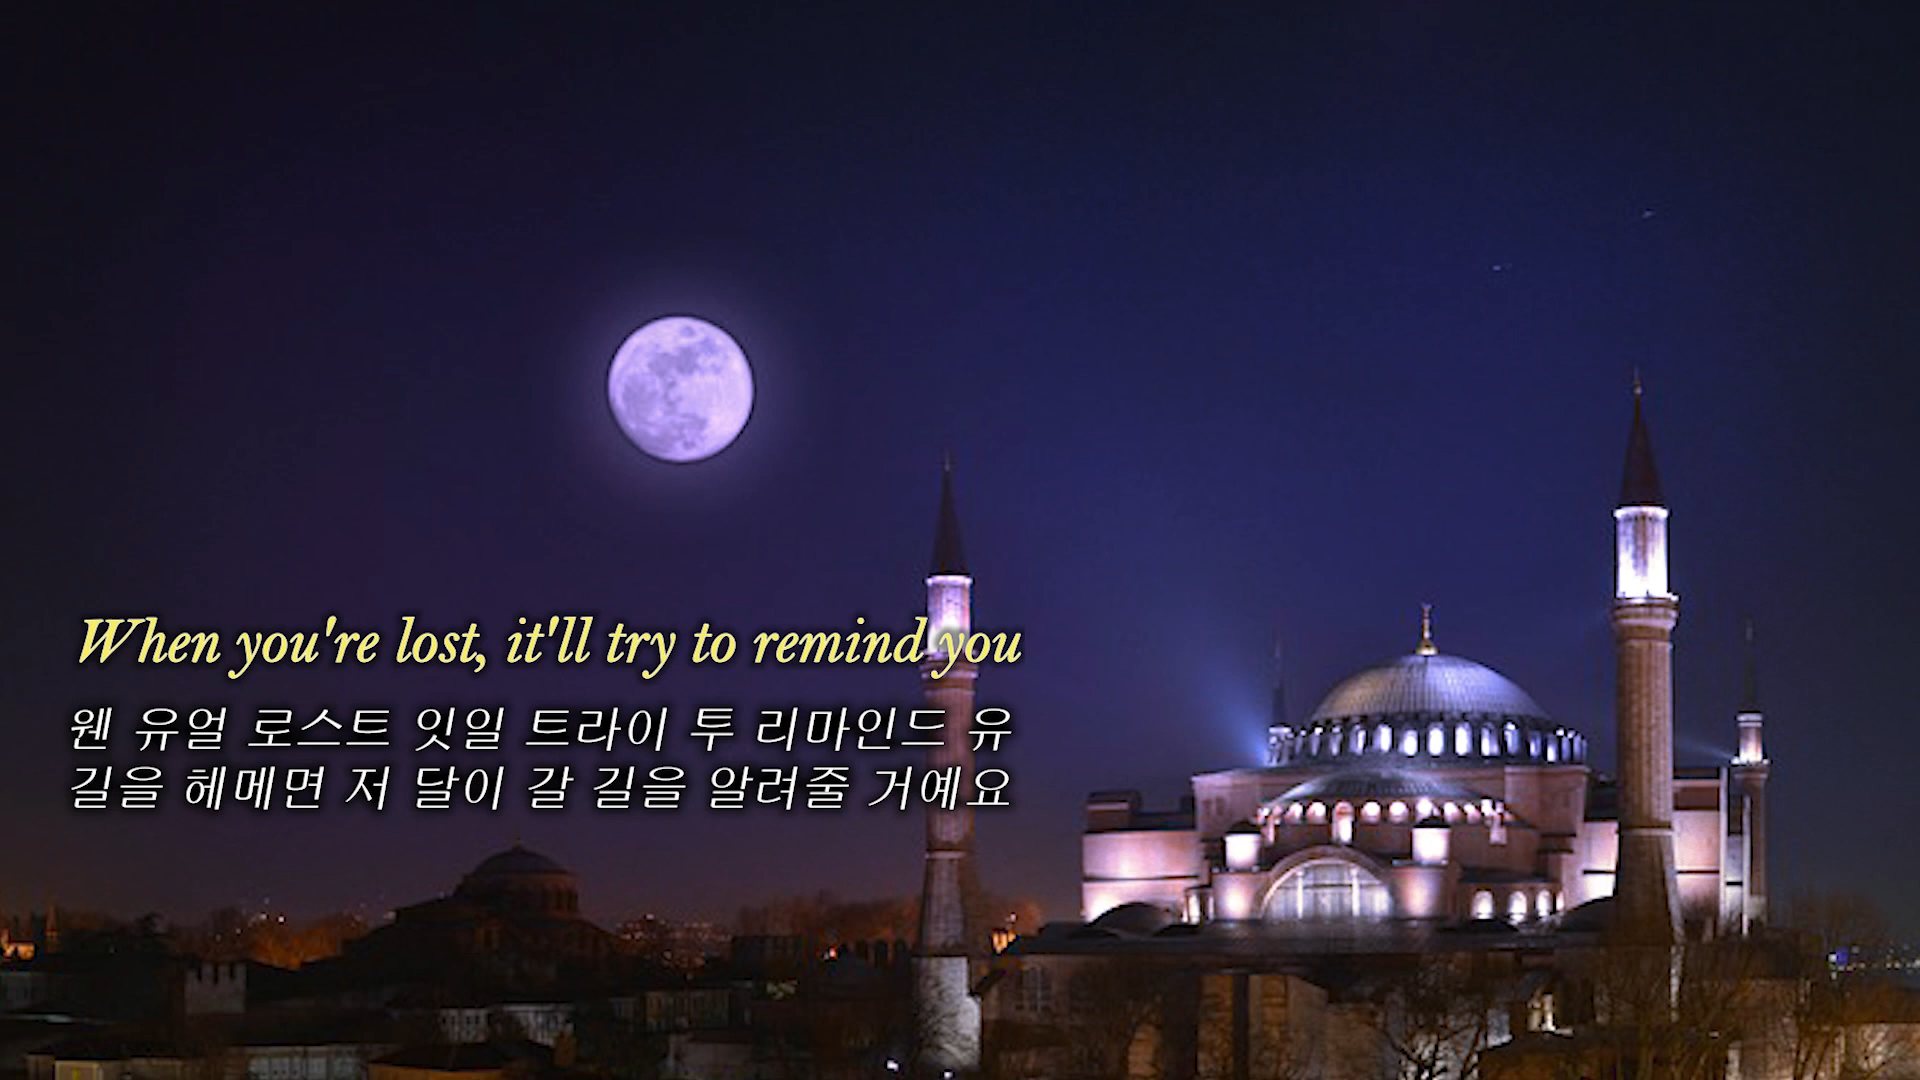 When you're lost, it'll try to remind you
웬 유얼 로스트 잇일 트라이 투 리마인드 유
길을 헤메면 저 달이 갈 길을 알려줄 거예요